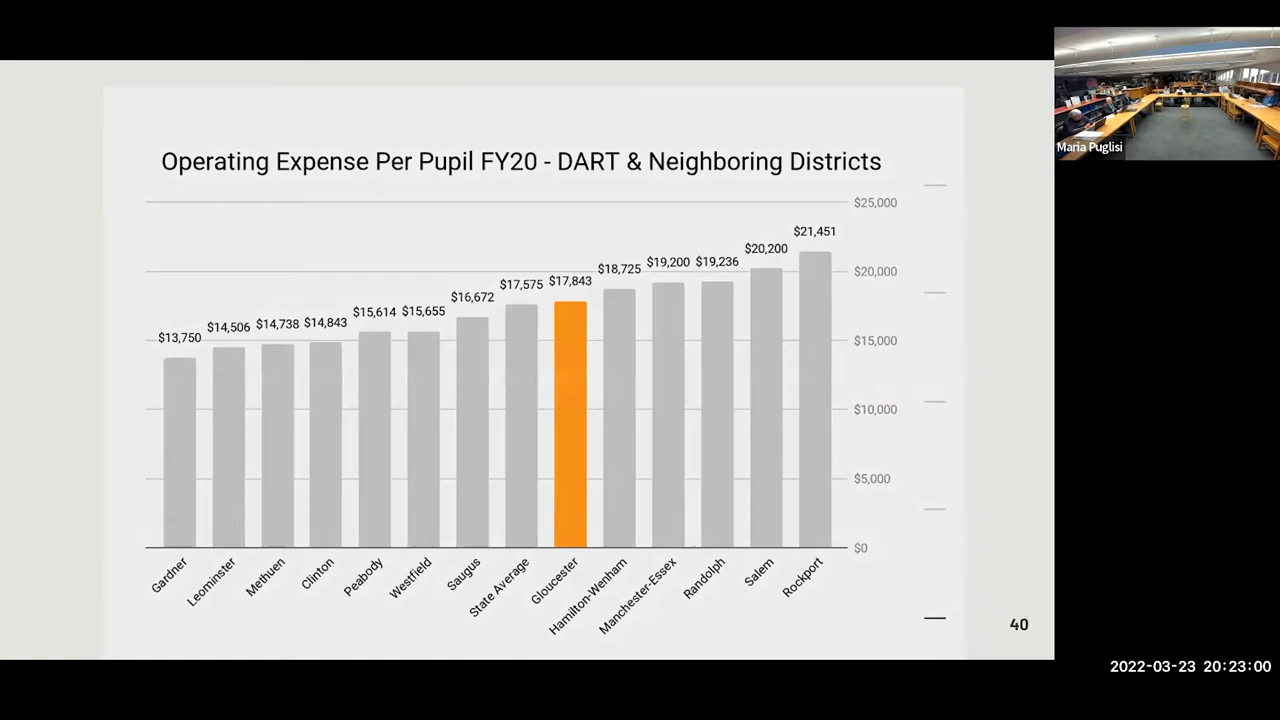 Operating Expense Per Pupil FY20 - DART & Neighboring Districts
$25,000
$20,000
$15,000
$10,000
$5,000
$0
$13,750
$14,506
$14,738
$14,843
$15,614
$15,655
$16,672
$17,575
$17,843
$18,725
$19,200
$19,236
$20,200
$21,451
Gardner
Leominster
Methuen
Clinton
Peabody
Westfield
Saugus
State Average
Gloucester
Hamilton-Wenham
Manchester-Essex
Randolph
Salem
Rockport
40
Maria Puglisi
2022-03-23 20:23:00